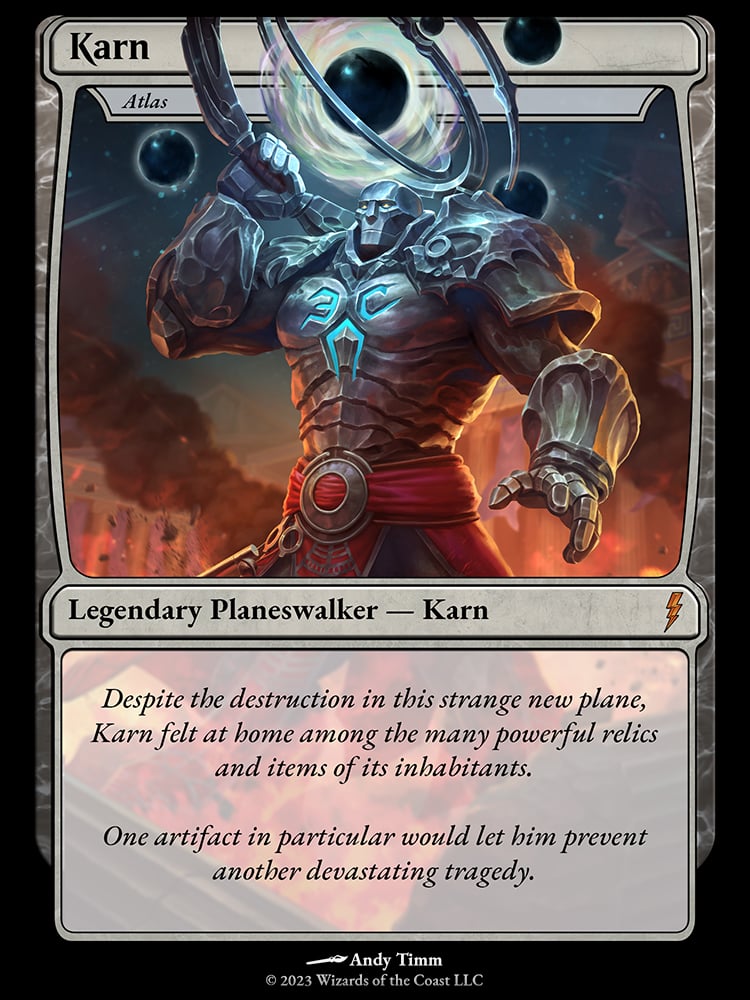 Karn
Atlas
Legendary Planeswalker — Karn
Despite the destruction in this strange new plane,
Karn felt at home among the many powerful relics
and items of its inhabitants.
One artifact in particular would let him prevent
another devastating tragedy.
Andy Timm
© 2023 Wizards of the Coast LLC